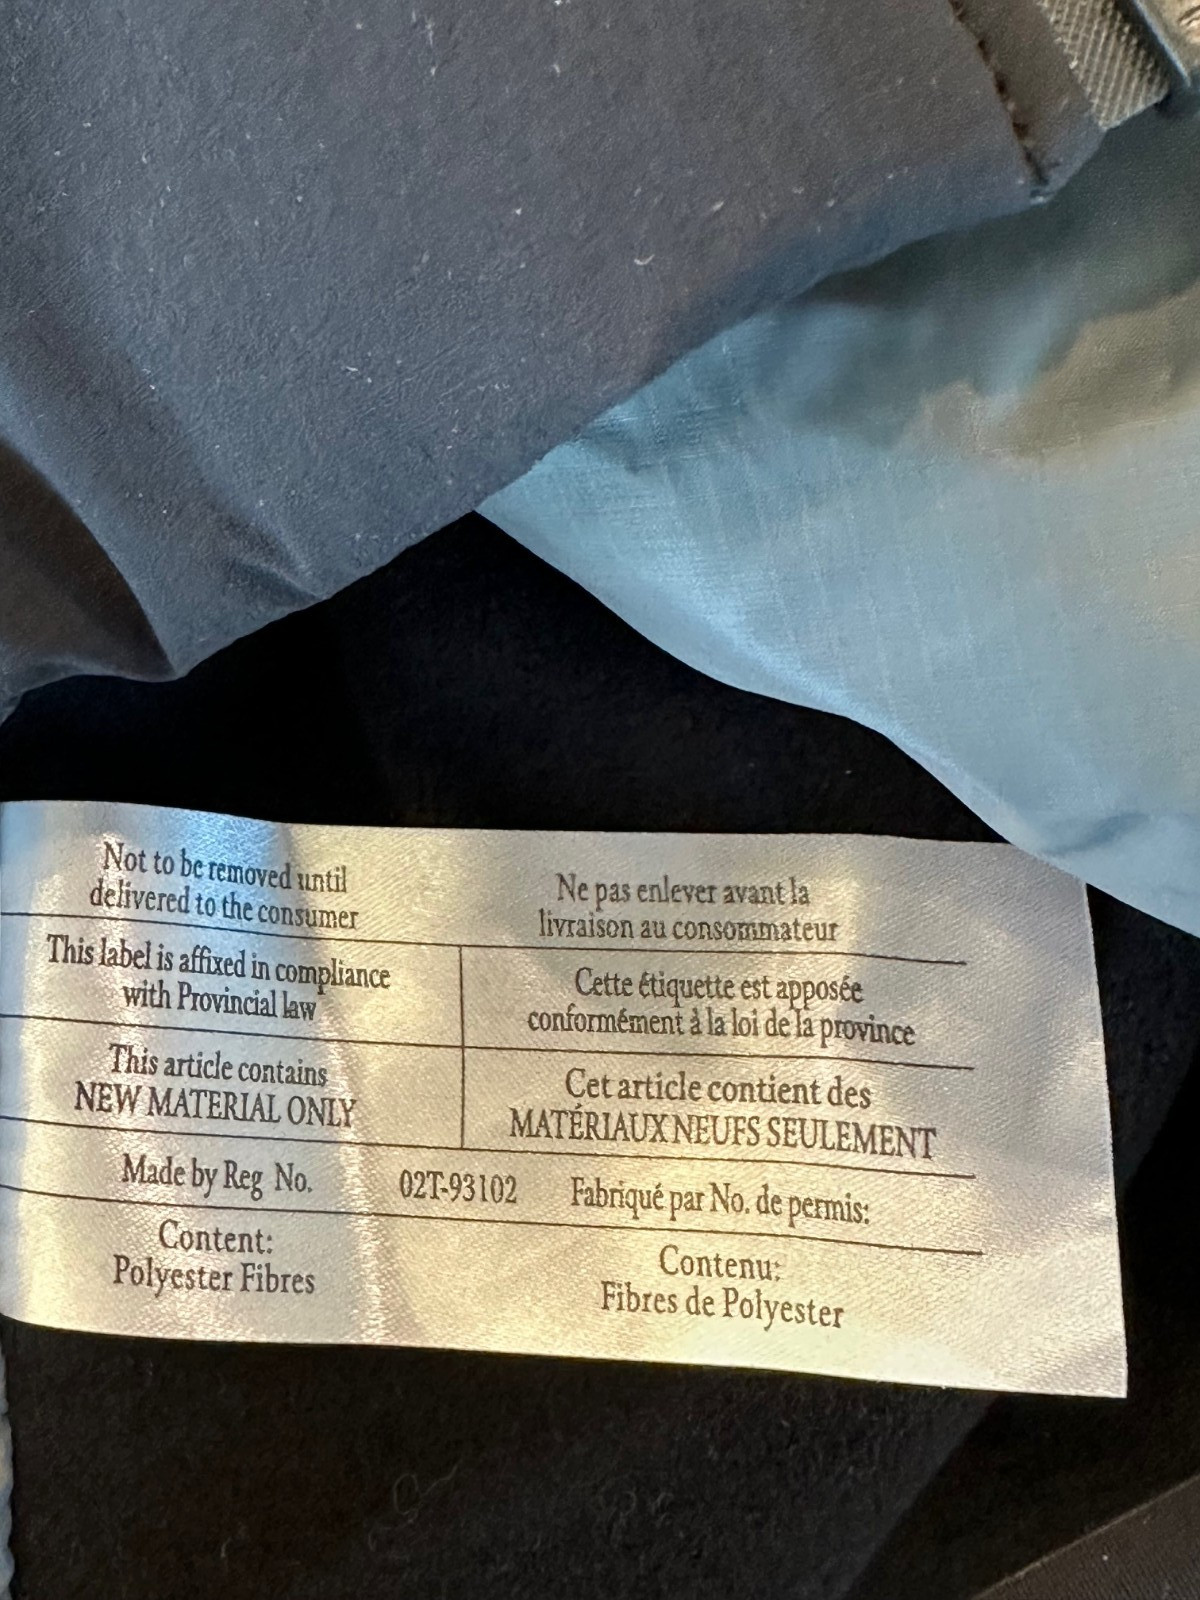 Not to be removed until
delivered to the consumer
Ne pas enlever avant la
livraison au consommateur
This label is affixed in compliance
with Provincial law
Cette étiquette est apposée
conformément à la loi de la province
This article contains
NEW MATERIAL ONLY
Cet article contient des
MATÉRIAUX NEUFS SEULEMENT
Made by Reg No. 02T-93102 Fabriqué par No. de permis:
Content:
Polyester Fibres
Contenu:
Fibres de Polyester